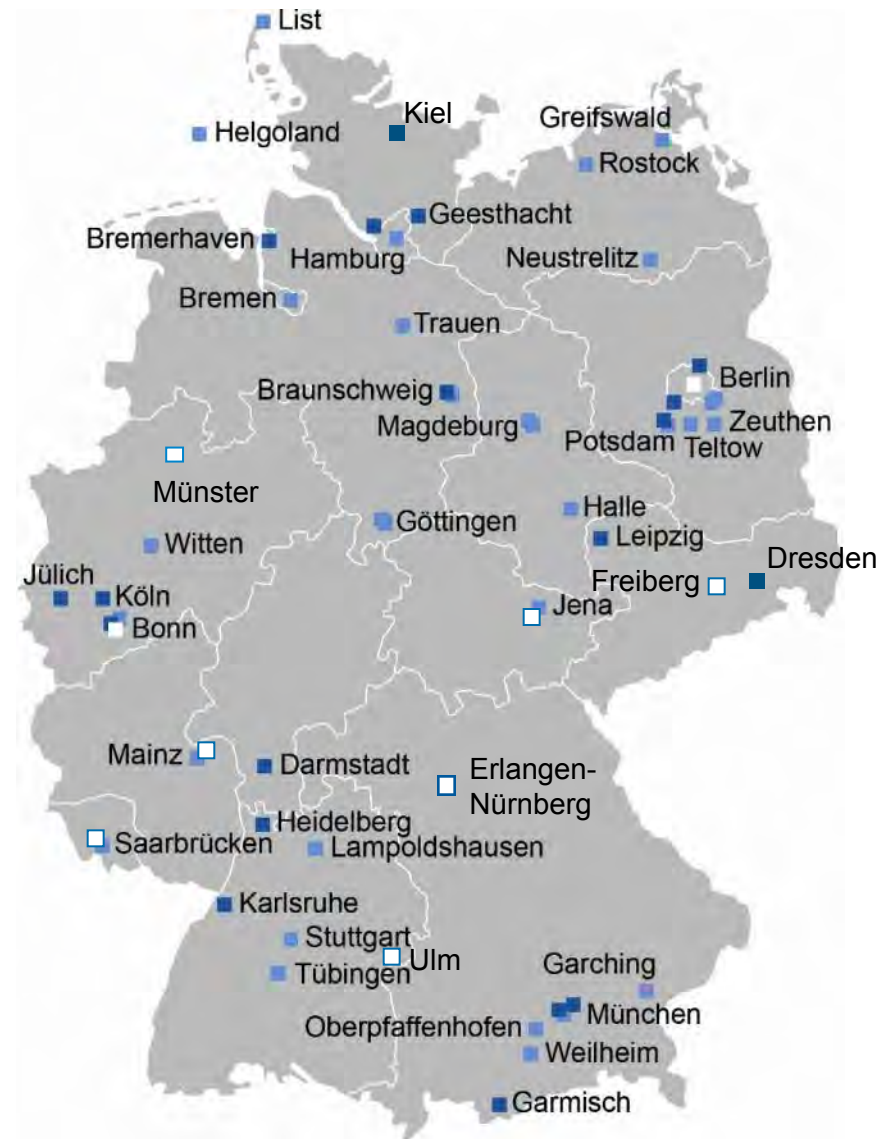 List
Kiel
Helgoland
Greifswald
Rostock
Geesthacht
Bremerhaven
Hamburg
Neustrelitz
Bremen
Trauen
Berlin
Braunschweig
Magdeburg
Potsdam
Zeuthen
Teltow
Münster
Halle
Göttingen
Witten
Leipzig
Dresden
Jülich
Köln
Freiberg
Jena
Bonn
Mainz
Darmstadt
Erlangen-
Nürnberg
Heidelberg
Saarbrücken
Lampoldshausen
Karlsruhe
Stuttgart
Ulm
Tübingen
Garching
München
Oberpfaffenhofen
Weilheim
Garmisch